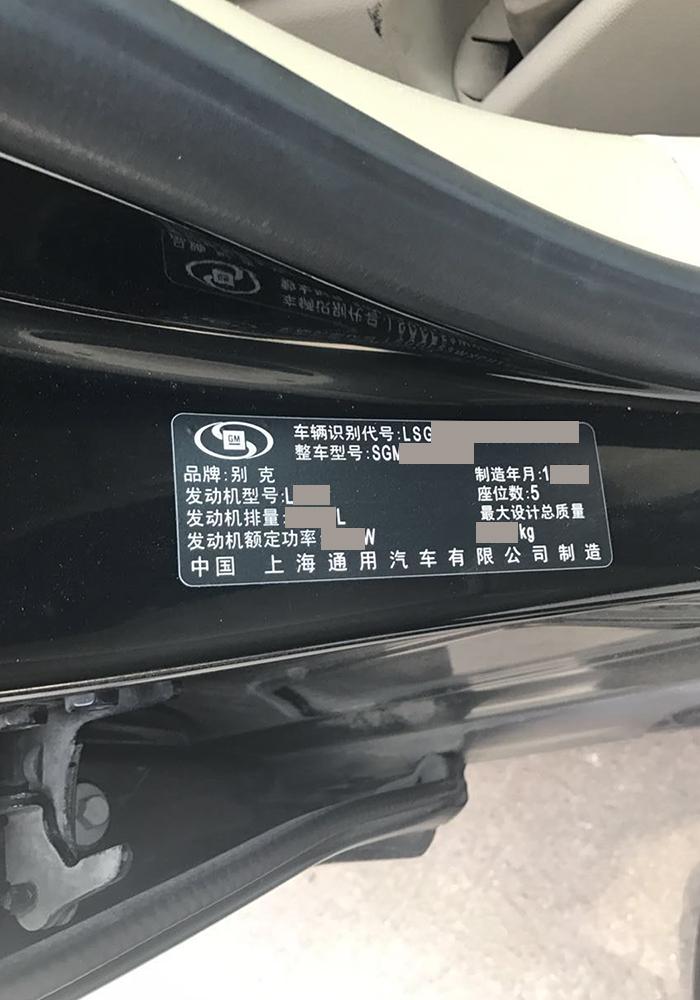 GM
车辆识别代号:LSG
整车型号:SGM
品牌:别 克
制造年月:1
发动机型号:L
座位数:5
发动机排量: L
最大设计总质量
发动机额定功率: W
kg
中国 上海通用汽车有限公司制造